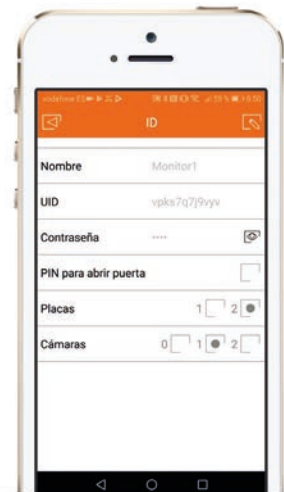 ID
Nombre Monitor1
UID vpks7q7j9vyv
Contraseña ····
PIN para abrir puerta
Placas 1 2
Cámaras 0 1 2